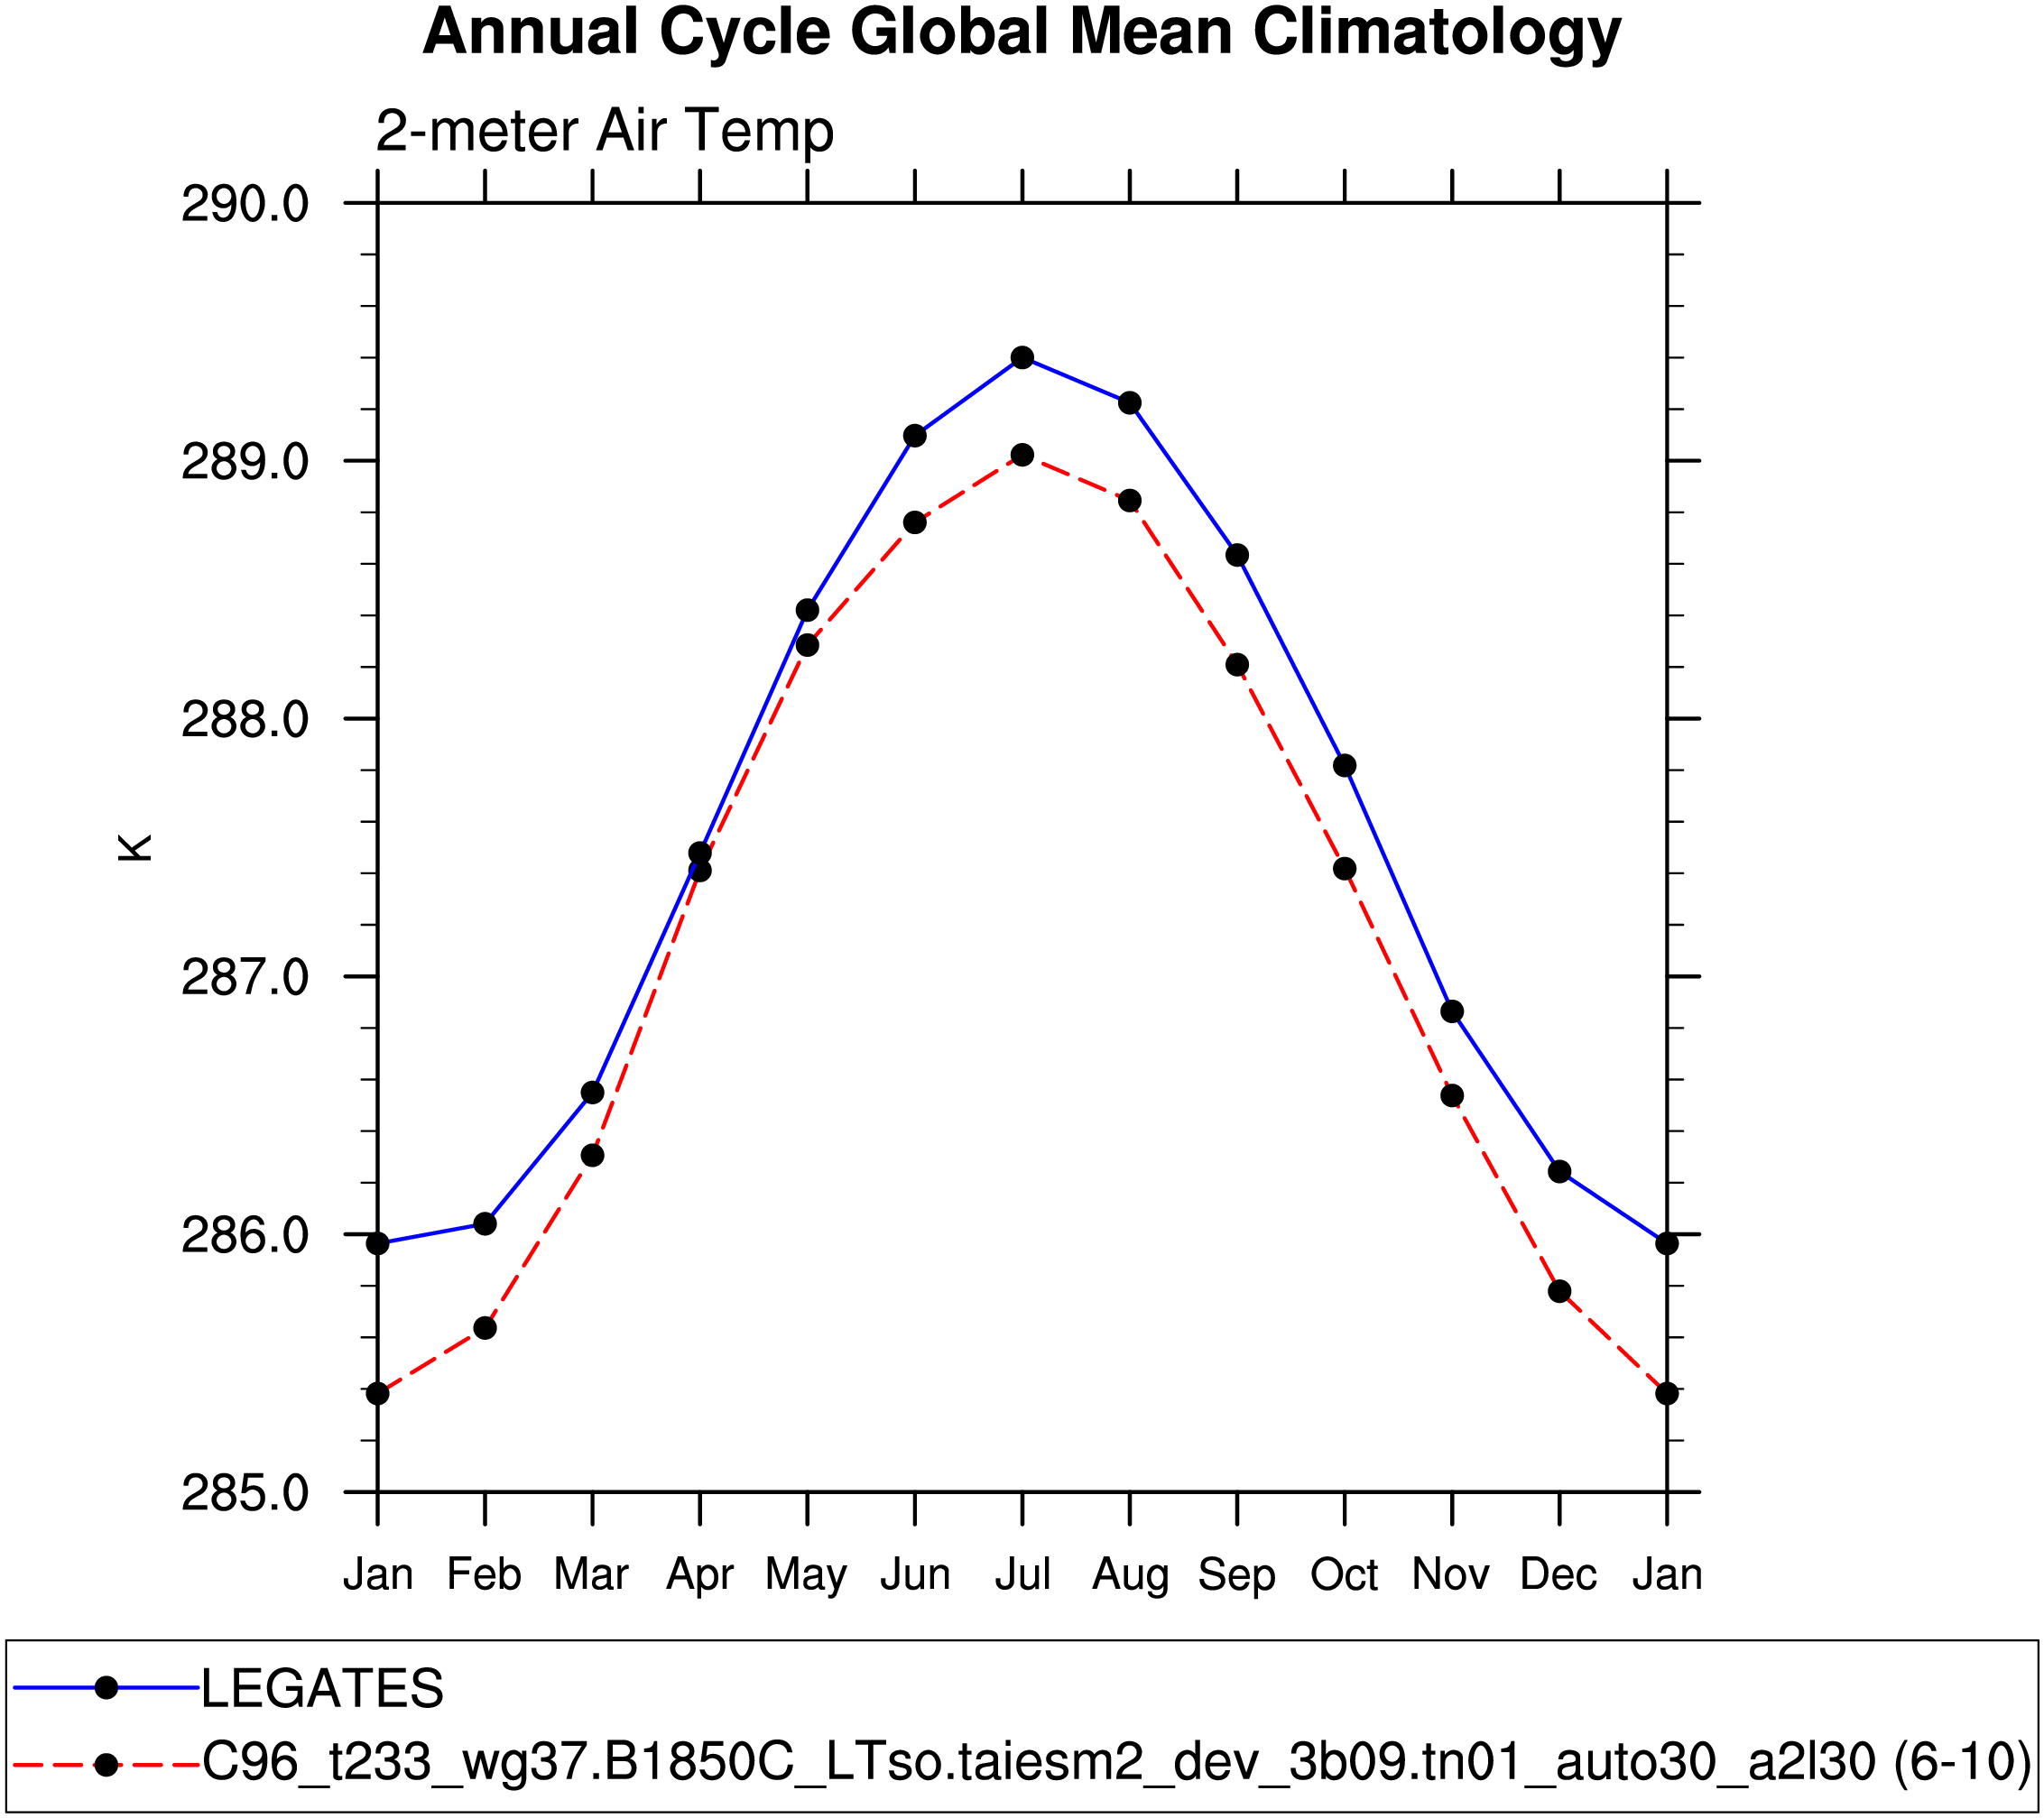 Annual Cycle Global Mean Climatology
2-meter Air Temp
290.0
289.0
288.0
287.0
286.0
285.0
K
Jan Feb Mar Apr May Jun Jul Aug Sep Oct Nov Dec Jan
LEGATES
C96_t233_wg37.B1850C_LTso.taiesm2_dev_3b09.tn01_auto30_a2l30 (6-10)